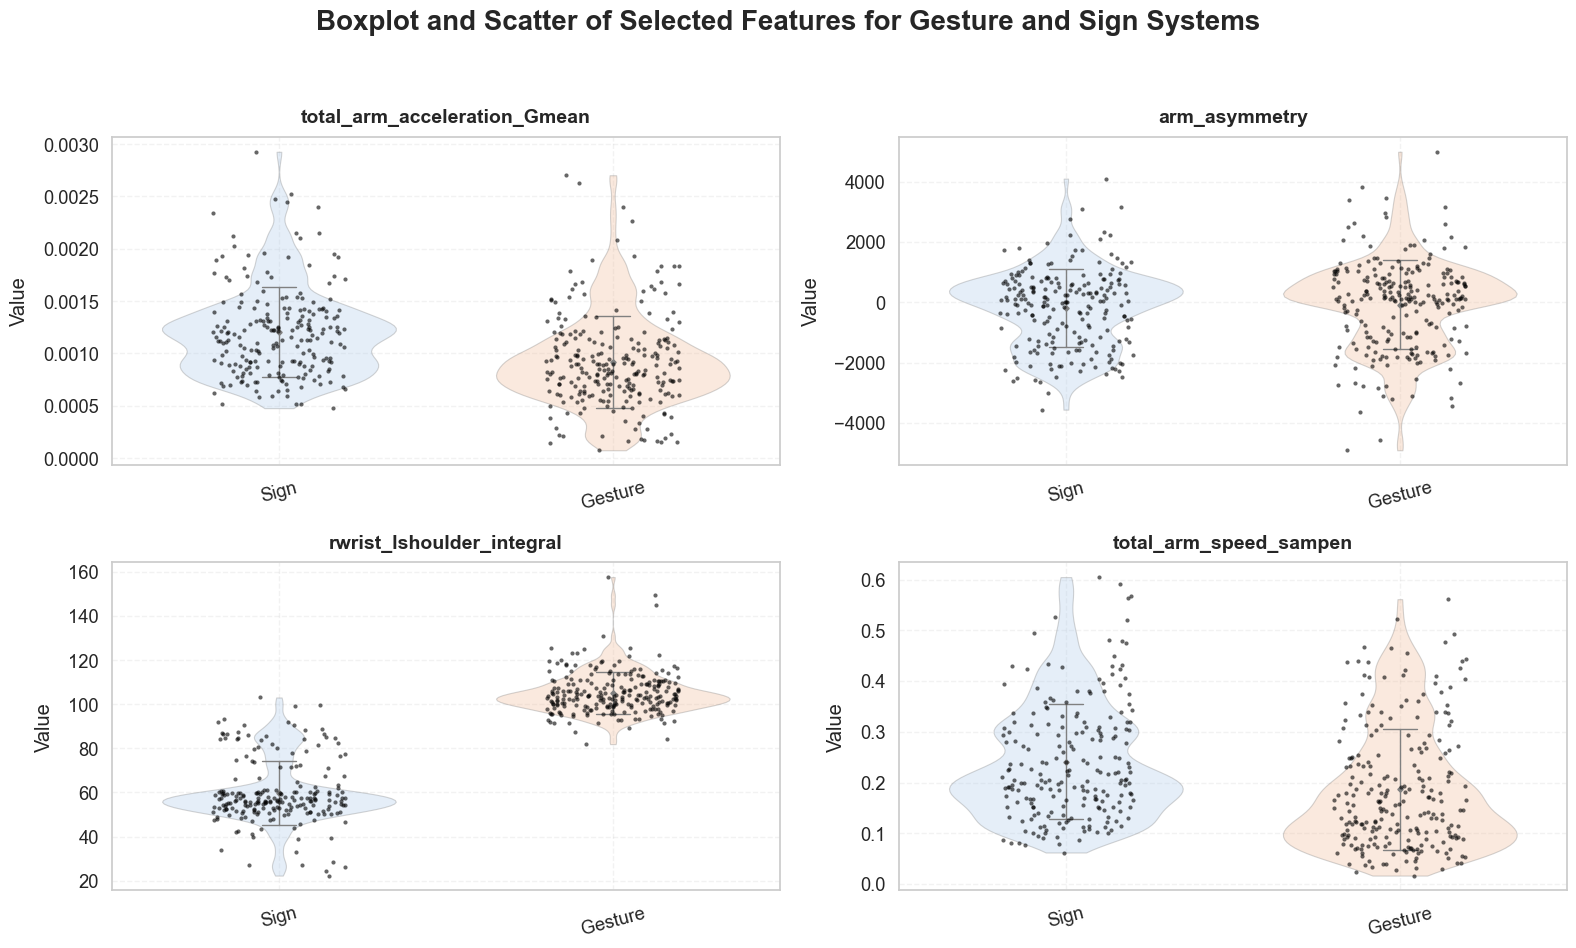 Boxplot and Scatter of Selected Features for Gesture and Sign Systems
total_arm_acceleration_Gmean
Value
0.0030
0.0025
0.0020
0.0015
0.0010
0.0005
0.0000
Sign
Gesture
arm_asymmetry
Value
4000
2000
0
−2000
−4000
Sign
Gesture
rwrist_lshoulder_integral
Value
160
140
120
100
80
60
40
20
Sign
Gesture
total_arm_speed_sampen
Value
0.6
0.5
0.4
0.3
0.2
0.1
0.0
Sign
Gesture